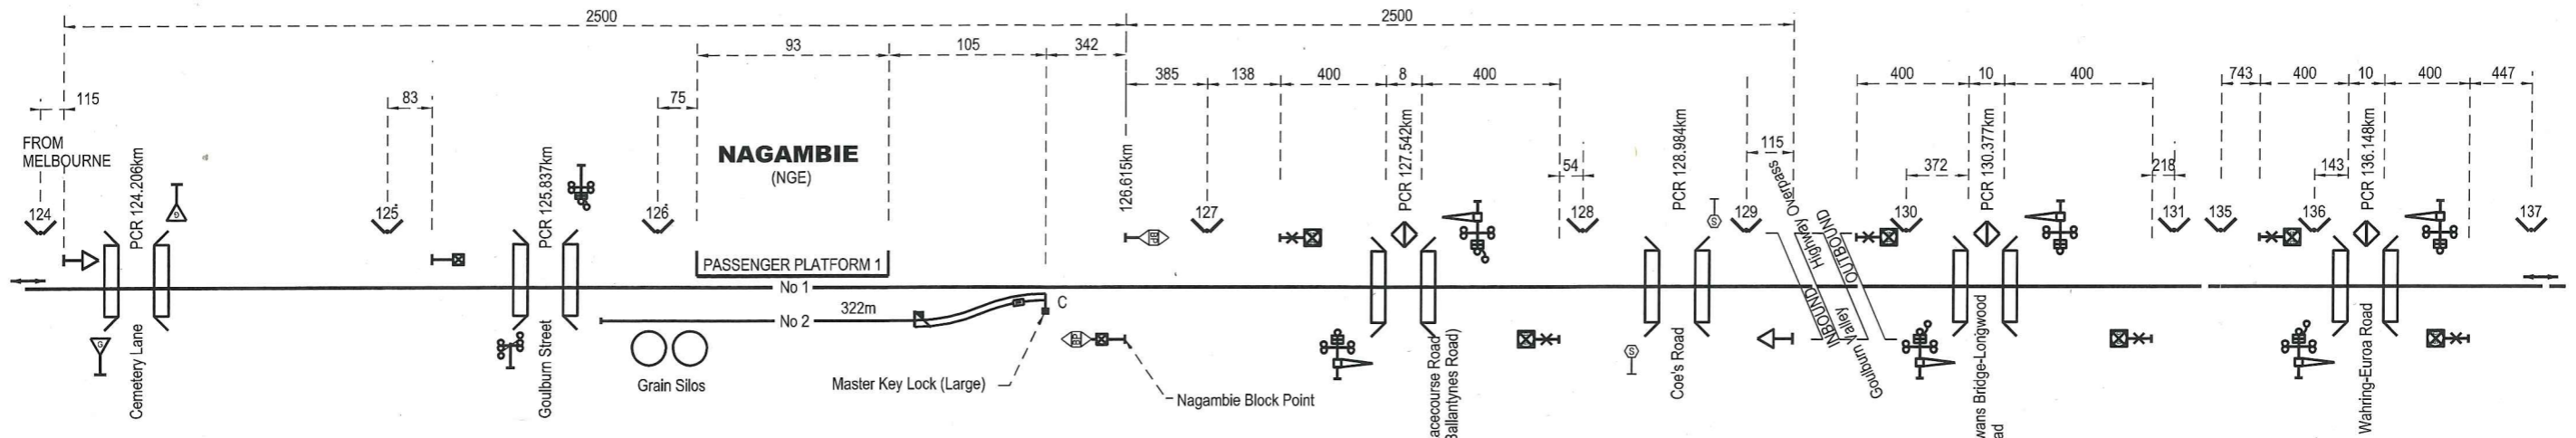 2500
2500
93
105
342
385
138
400
8
400
400
10
400
743
400
10
400
447
115
83
75
54
115
372
218
143
FROM
MELBOURNE
NAGAMBIE
(NGE)
124
125
126
127
128
129
130
131
135
136
137
PCR 124.206km
PCR 125.837km
126.615km
PCR 127.542km
PCR 128.984km
PCR 130.377km
PCR 136.148km
G
BP
S
PASSENGER PLATFORM 1
No 1
No 2
322m
C
G
BP
S
INBOUND
Goulburn Valley Highway Overpass
OUTBOUND
Cemetery Lane
Goulburn Street
Grain Silos
Master Key Lock (Large)
Nagambie Block Point
acecourse Road
Ballantynes Road)
Coe's Road
wans Bridge-Longwood
ad
Wahring-Euroa Road